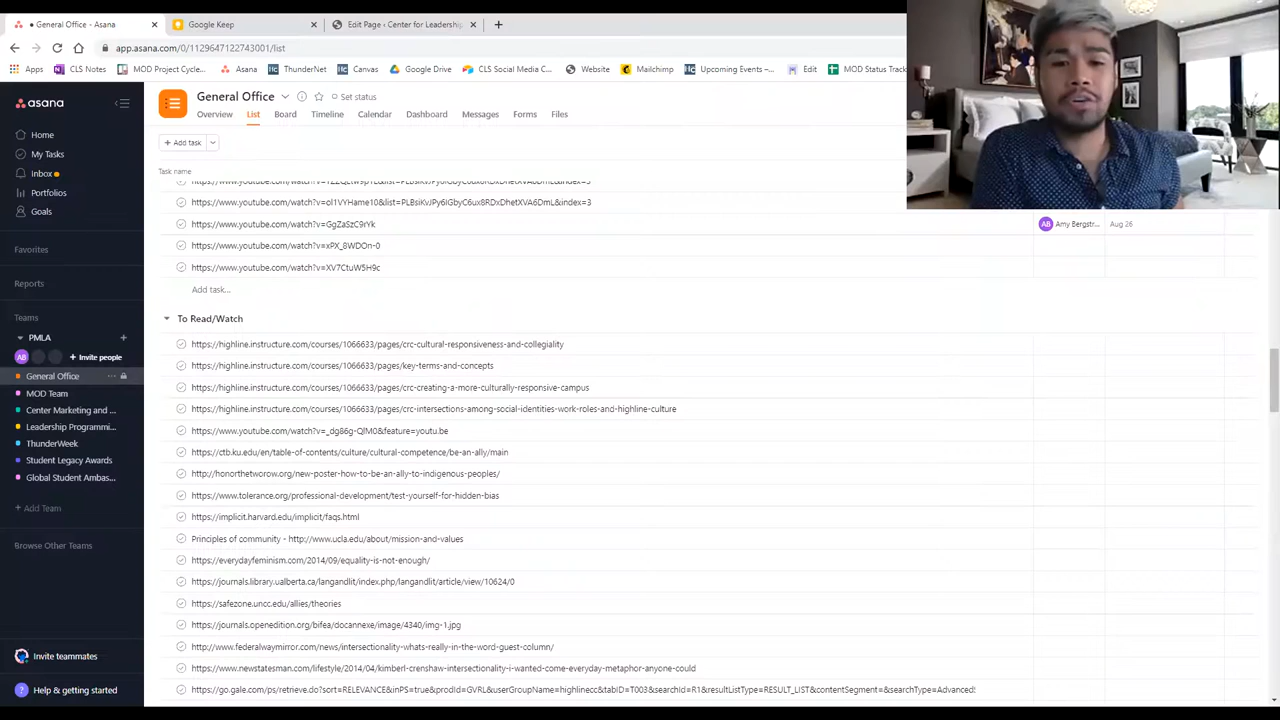 General Office - Asana
Google Keep
Edit Page ‹ Center for Leadership
app.asana.com/0/1129647122743001/list
Apps
CLS Notes
MOD Project Cycle...
Asana
ThunderNet
Canvas
Google Drive
CLS Social Media C...
Website
Mailchimp
Upcoming Events –...
Edit
MOD Status Track
asana
General Office
Set status
Overview
List
Board
Timeline
Calendar
Dashboard
Messages
Forms
Files
Home
My Tasks
Inbox
Portfolios
Goals
Favorites
Reports
Teams
PMLA
AB
Invite people
General Office
MOD Team
Center Marketing and ...
Leadership Programmi...
ThunderWeek
Student Legacy Awards
Global Student Ambas...
+ Add Team
Browse Other Teams
Invite teammates
Help & getting started
+ Add task
Task name
https://www.youtube.com/watch?v=GgZaSzC9rYk
AB Amy Bergstr...
Aug 26
https://www.youtube.com/watch?v=xPX_8WDOn-0
https://www.youtube.com/watch?v=XV7CtuW5H9c
Add task...
To Read/Watch
https://highline.instructure.com/courses/1066633/pages/crc-cultural-responsiveness-and-collegiality
https://highline.instructure.com/courses/1066633/pages/key-terms-and-concepts
https://highline.instructure.com/courses/1066633/pages/crc-creating-a-more-culturally-responsive-campus
https://highline.instructure.com/courses/1066633/pages/crc-intersections-among-social-identities-work-roles-and-highline-culture
https://www.youtube.com/watch?v=_dg86g-QlM0&feature=youtu.be
https://ctb.ku.edu/en/table-of-contents/culture/cultural-competence/be-an-ally/main
http://honorthetworow.org/new-poster-how-to-be-an-ally-to-indigenous-peoples/
https://www.tolerance.org/professional-development/test-yourself-for-hidden-bias
https://implicit.harvard.edu/implicit/faqs.html
Principles of community - http://www.ucla.edu/about/mission-and-values
https://everydayfeminism.com/2014/09/equality-is-not-enough/
https://journals.library.ualberta.ca/langandlit/index.php/langandlit/article/view/10624/0
https://safezone.uncc.edu/allies/theories
https://journals.openedition.org/bifea/docannexe/image/4340/img-1.jpg
http://www.federalwaymirror.com/news/intersectionality-whats-really-in-the-word-guest-column/
https://www.newstatesman.com/lifestyle/2014/04/kimberl-crenshaw-intersectionality-i-wanted-come-everyday-metaphor-anyone-could
https://go.gale.com/ps/retrieve.do?sort=RELEVANCE&inPS=true&prodId=GVRL&userGroupName=highlinecc&tabID=T003&searchId=R1&resultListType=RESULT_LIST&contentSegment=&searchType=Advanced!